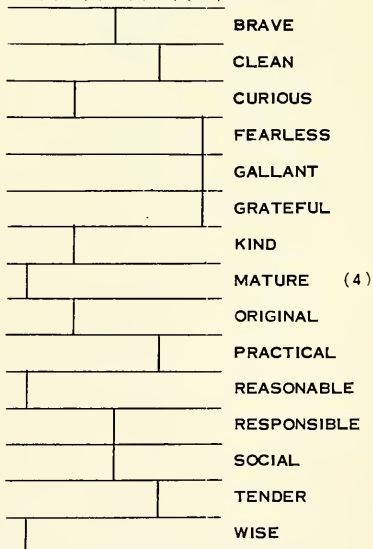 BRAVE
CLEAN
CURIOUS
FEARLESS
GALLANT
GRATEFUL
KIND
MATURE (4)
ORIGINAL
PRACTICAL
REASONABLE
RESPONSIBLE
SOCIAL
TENDER
WISE